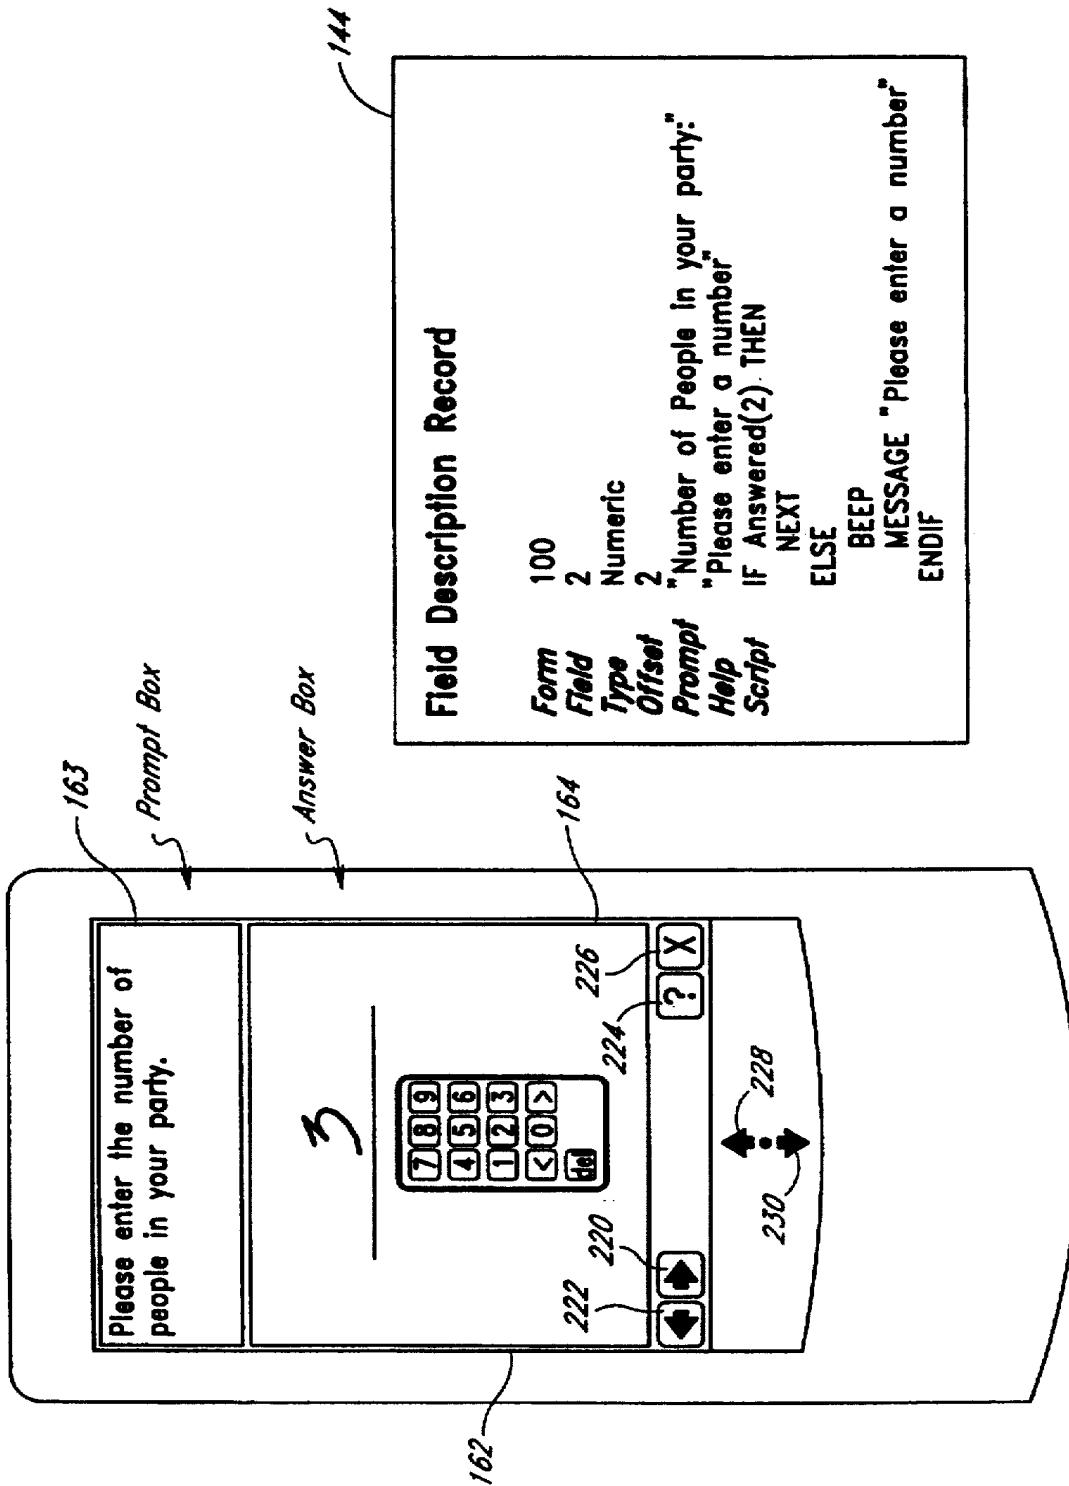 163
Prompt Box
Answer Box
Please enter the number of
people in your party.
3
7 8 9
4 5 6
1 2 3
< 0 >
del
164
222
220
224
226
? X
228
230
162
144
Field Description Record
Form 100
Field 2
Type Numeric
Offset 2
Prompt "Number of People in your party:"
Help "Please enter a number"
Script IF Answered(2) THEN
NEXT
ELSE
BEEP
MESSAGE "Please enter a number"
ENDIF